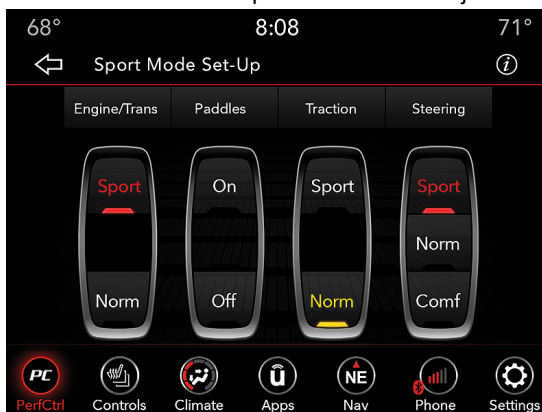 68° 8:08 71°
Sport Mode Set-Up i
Engine/Trans Paddles Traction Steering
Sport On Sport Sport
Norm
Norm Off Norm Comf
PC û NE
PerfCtrl Controls Climate Apps Nav Phone Settings